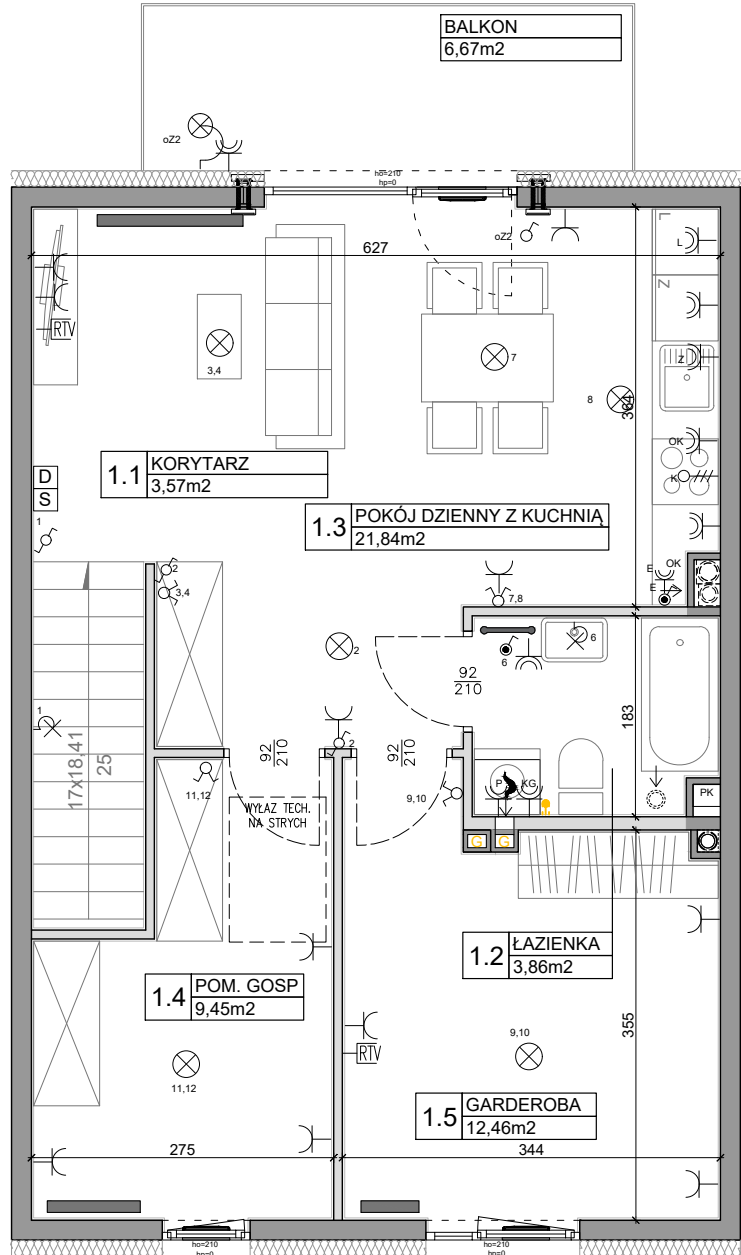 BALKON
6,67m2
oZ2
ho=210
hp=0
oZ2
L
627
Z
RTV
3,4
7
Z
8
364
OK
K
1.1 KORYTARZ
3,57m2
D
S
1.3 POKÓJ DZIENNY Z KUCHNIĄ
21,84m2
1
2
3,4
E OK
E
7,8
6
6
2
92
210
183
1
2
92
210
92
210
17x18,41
25
11,12
9,10
P KG
PK
WYŁAZ TECH.
NA STRYCH
G G
1.2 ŁAZIENKA
3,86m2
1.4 POM. GOSP
9,45m2
355
RTV
9,10
11,12
1.5 GARDEROBA
12,46m2
275
344
ho=210
hp=0
ho=210
hp=0